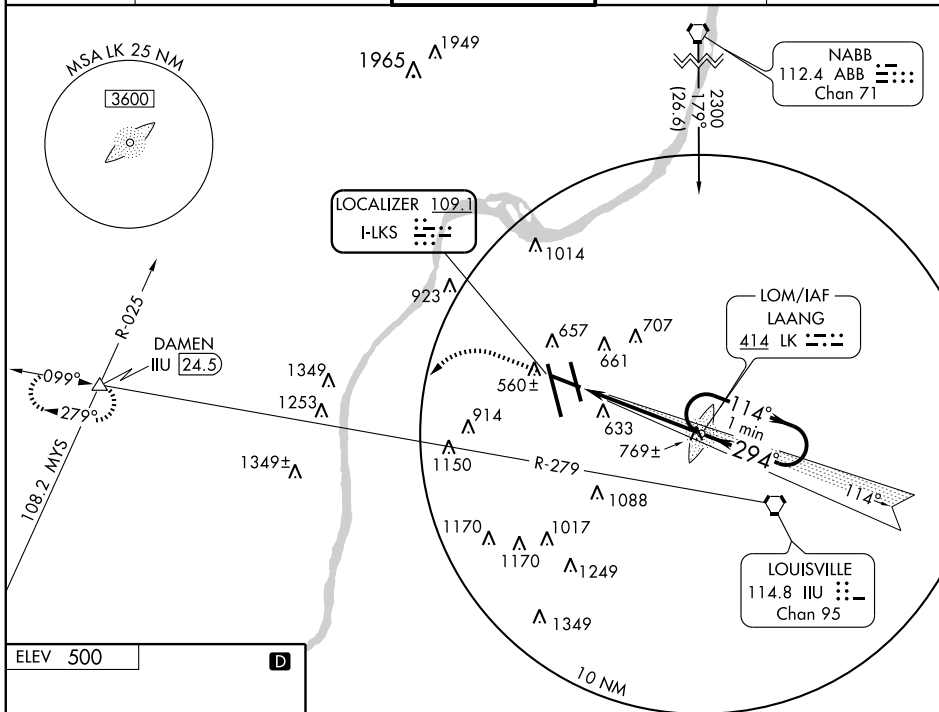 MSA LK 25 NM
3600
1965
1949
NABB
112.4 ABB
Chan 71
2300
179°
(26.6)
LOCALIZER 109.1
I-LKS
1014
923
LOM/IAF
LAANG
414 LK
657
661
707
R-025
DAMEN
IIU 24.5
099°
279°
1349
1253
560±
114°
1 min
294°
633
914
769±
1150
R-279
1349±
108.2 MYS
1088
114°
1170
1170
1017
1249
LOUISVILLE
114.8 IIU
Chan 95
1349
10 NM
ELEV 500
D